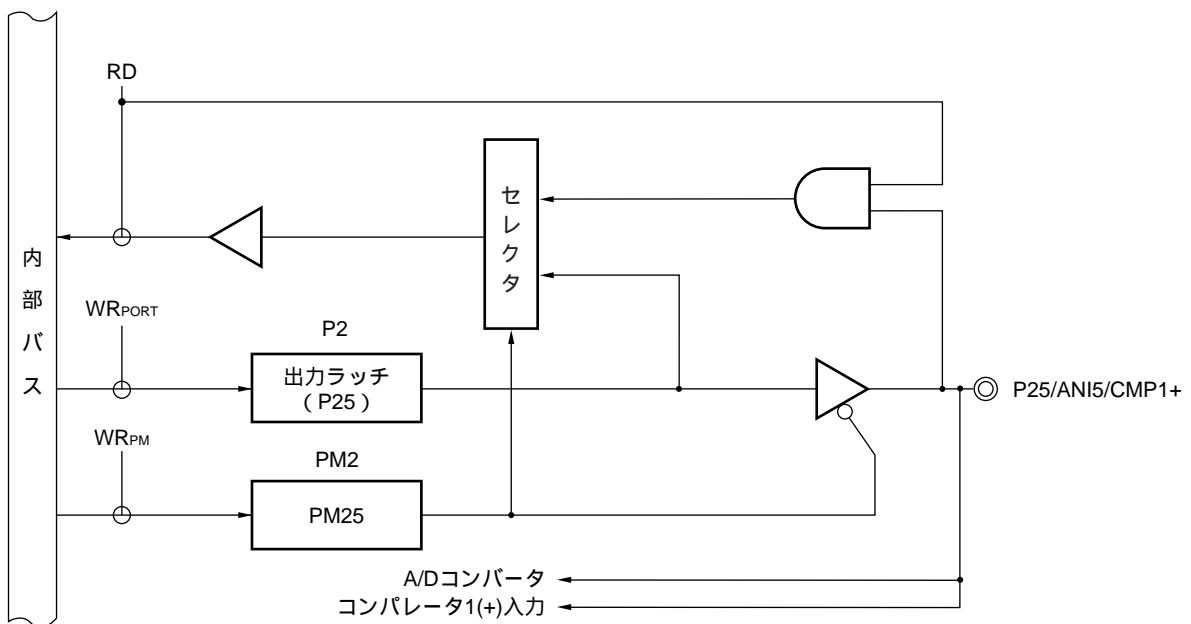 RD
セレクタ
内部バス
WRPORT
P2
出力ラッチ
（P25）
P25/ANI5/CMP1+
WRPM
PM2
PM25
A/Dコンバータ
コンパレータ1(+)入力